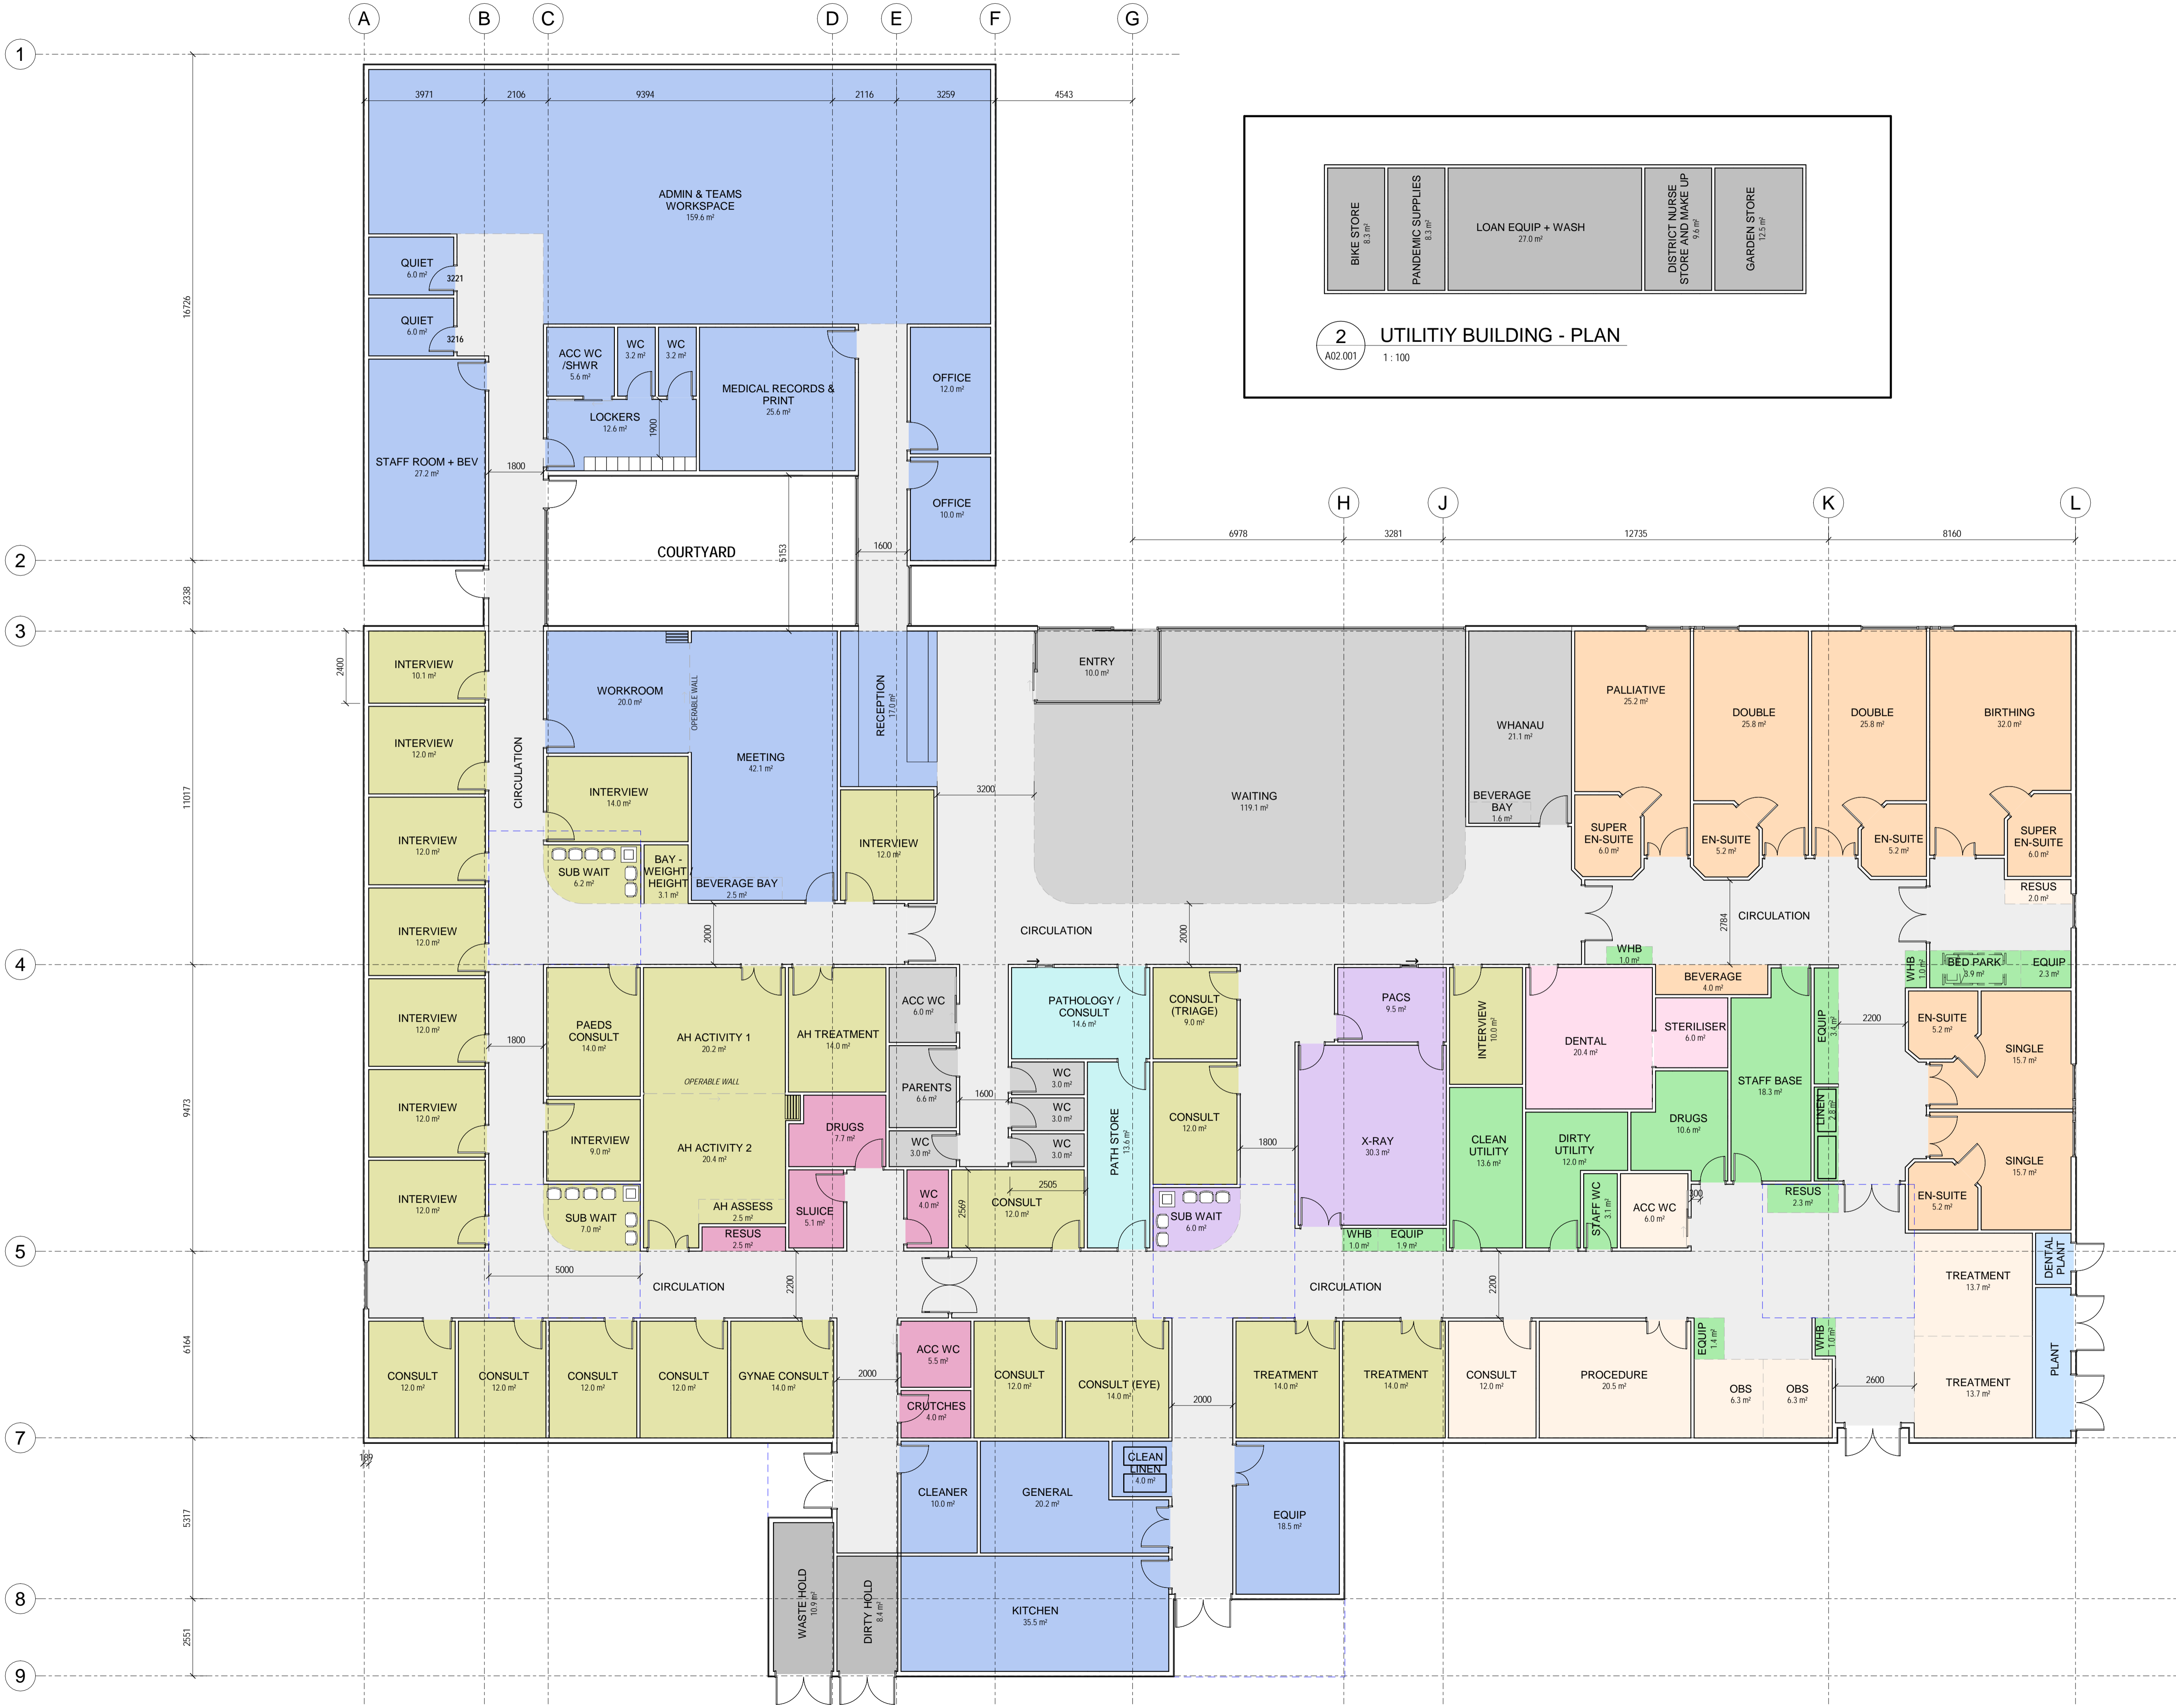 A
B
C
D
E
F
G
1
3971
2106
9394
2116
3259
4543
ADMIN & TEAMS
WORKSPACE
159.6 m²
QUIET
6.0 m²
3221
QUIET
6.0 m²
3216
16726
STAFF ROOM + BEV
27.2 m²
1800
ACC WC
/SHWR
5.6 m²
WC
3.2 m²
WC
3.2 m²
LOCKERS
12.6 m²
1900
MEDICAL RECORDS &
PRINT
25.6 m²
OFFICE
12.0 m²
OFFICE
10.0 m²
COURTYARD
5153
1600
BIKE STORE
8.3 m²
PANDEMIC SUPPLIES
8.3 m²
LOAN EQUIP + WASH
27.0 m²
DISTRICT NURSE
STORE AND MAKE UP
9.6 m²
GARDEN STORE
12.5 m²
2
A02.001
UTILITIY BUILDING - PLAN
1 : 100
H
J
K
L
6978
3281
12735
8160
2
2338
3
2400
INTERVIEW
10.1 m²
INTERVIEW
12.0 m²
INTERVIEW
12.0 m²
INTERVIEW
12.0 m²
CIRCULATION
WORKROOM
20.0 m²
OPERABLE WALL
MEETING
42.1 m²
INTERVIEW
14.0 m²
SUB WAIT
6.2 m²
BAY -
WEIGHT /
HEIGHT
3.1 m²
BEVERAGE BAY
2.5 m²
RECEPTION
17.0 m²
INTERVIEW
12.0 m²
3200
ENTRY
10.0 m²
WAITING
119.1 m²
WHANAU
21.1 m²
BEVERAGE
BAY
1.6 m²
PALLIATIVE
25.2 m²
DOUBLE
25.8 m²
DOUBLE
25.8 m²
BIRTHING
32.0 m²
SUPER
EN-SUITE
6.0 m²
EN-SUITE
5.2 m²
EN-SUITE
5.2 m²
SUPER
EN-SUITE
6.0 m²
RESUS
2.0 m²
11017
2000
CIRCULATION
2000
2784
CIRCULATION
WHB
1.0 m²
4
INTERVIEW
12.0 m²
INTERVIEW
12.0 m²
INTERVIEW
12.0 m²
1800
PAEDS
CONSULT
14.0 m²
INTERVIEW
9.0 m²
SUB WAIT
7.0 m²
AH ACTIVITY 1
20.2 m²
OPERABLE WALL
AH ACTIVITY 2
20.4 m²
AH ASSESS
2.5 m²
RESUS
2.5 m²
AH TREATMENT
14.0 m²
DRUGS
7.7 m²
SLUICE
5.1 m²
ACC WC
6.0 m²
PARENTS
6.6 m²
WC
3.0 m²
WC
4.0 m²
1600
PATHOLOGY /
CONSULT
14.6 m²
WC
3.0 m²
WC
3.0 m²
WC
3.0 m²
PATH STORE
13.6 m²
2569
2505
CONSULT
12.0 m²
CONSULT
(TRIAGE)
9.0 m²
CONSULT
12.0 m²
SUB WAIT
6.0 m²
1800
PACS
9.5 m²
X-RAY
30.3 m²
WHB
1.0 m²
EQUIP
1.9 m²
INTERVIEW
10.0 m²
CLEAN
UTILITY
13.6 m²
DENTAL
20.4 m²
BEVERAGE
4.0 m²
STERILISER
6.0 m²
DIRTY
UTILITY
12.0 m²
DRUGS
10.6 m²
STAFF WC
3.1 m²
ACC WC
6.0 m²
300
STAFF BASE
18.3 m²
EQUIP
3.4 m²
LINEN
2.8 m²
RESUS
2.3 m²
2200
WHB
1.0 m²
BED PARK
3.9 m²
EQUIP
2.3 m²
EN-SUITE
5.2 m²
SINGLE
15.7 m²
SINGLE
15.7 m²
EN-SUITE
5.2 m²
9473
5
5000
CIRCULATION
2200
CIRCULATION
2200
TREATMENT
13.7 m²
DENTAL
PLANT
6164
CONSULT
12.0 m²
CONSULT
12.0 m²
CONSULT
12.0 m²
CONSULT
12.0 m²
GYNAE CONSULT
14.0 m²
2000
ACC WC
5.5 m²
CRUTCHES
4.0 m²
CONSULT
12.0 m²
CONSULT (EYE)
14.0 m²
2000
TREATMENT
14.0 m²
TREATMENT
14.0 m²
CONSULT
12.0 m²
PROCEDURE
20.5 m²
EQUIP
1.4 m²
OBS
6.3 m²
OBS
6.3 m²
WHB
1.0 m²
2600
TREATMENT
13.7 m²
PLANT
7
189
5317
CLEANER
10.0 m²
GENERAL
20.2 m²
CLEAN
LINEN
4.0 m²
EQUIP
18.5 m²
8
2551
WASTE HOLD
10.9 m²
DIRTY HOLD
8.4 m²
KITCHEN
35.5 m²
9